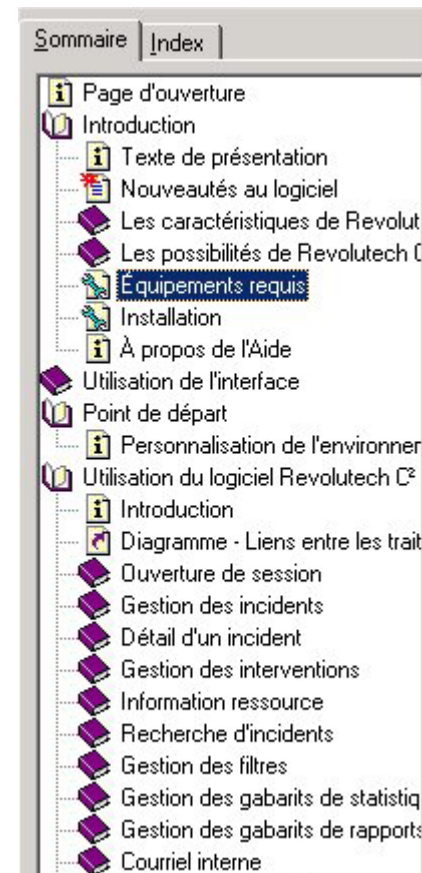 Sommaire Index
Page d'ouverture
Introduction
Texte de présentation
Nouveautés au logiciel
Les caractéristiques de Revolut
Les possibilités de Revolutech
Équipements requis
Installation
À propos de l'Aide
Utilisation de l'interface
Point de départ
Personnalisation de l'environner
Utilisation du logiciel Revolutech C²
Introduction
Diagramme - Liens entre les trait
Ouverture de session
Gestion des incidents
Détail d'un incident
Gestion des interventions
Information ressource
Recherche d'incidents
Gestion des filtres
Gestion des gabarits de statistiq
Gestion des gabarits de rapports
Courriel interne